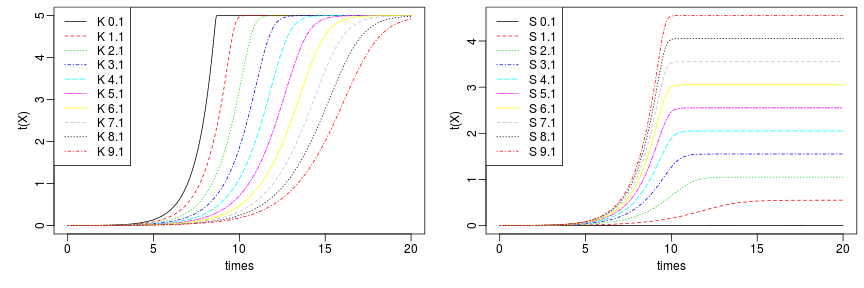 K 0.1
K 1.1
K 2.1
K 3.1
K 4.1
K 5.1
K 6.1
K 7.1
K 8.1
K 9.1
5
4
3
2
1
0
t(X)
0 5 10 15 20
times
S 0.1
S 1.1
S 2.1
S 3.1
S 4.1
S 5.1
S 6.1
S 7.1
S 8.1
S 9.1
4
3
2
1
0
t(X)
0 5 10 15 20
times